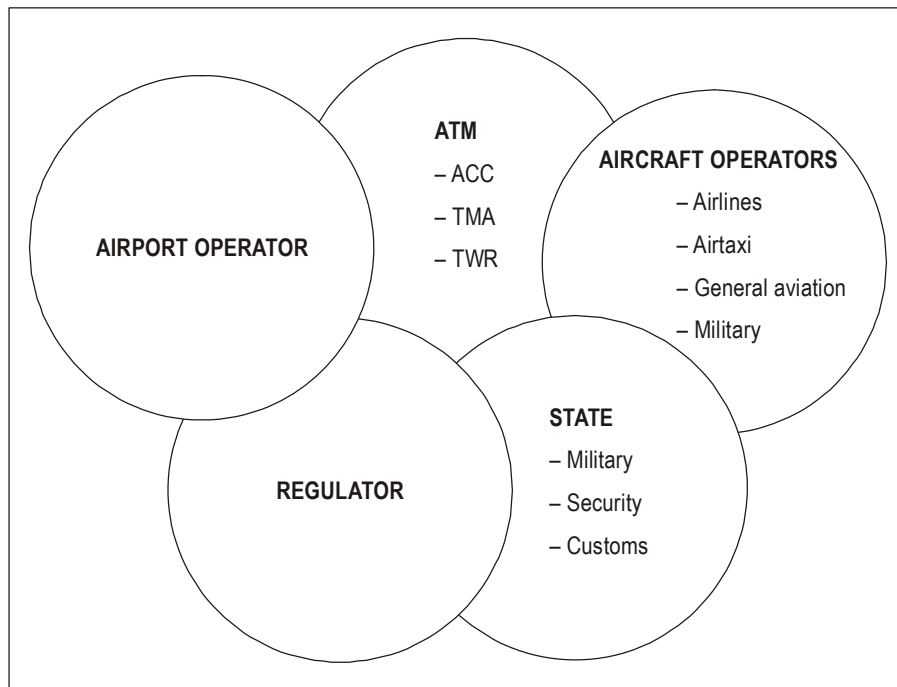 ATM
– ACC
– TMA
– TWR
AIRCRAFT OPERATORS
– Airlines
– Airtaxi
– General aviation
– Military
AIRPORT OPERATOR
STATE
– Military
– Security
– Customs
REGULATOR